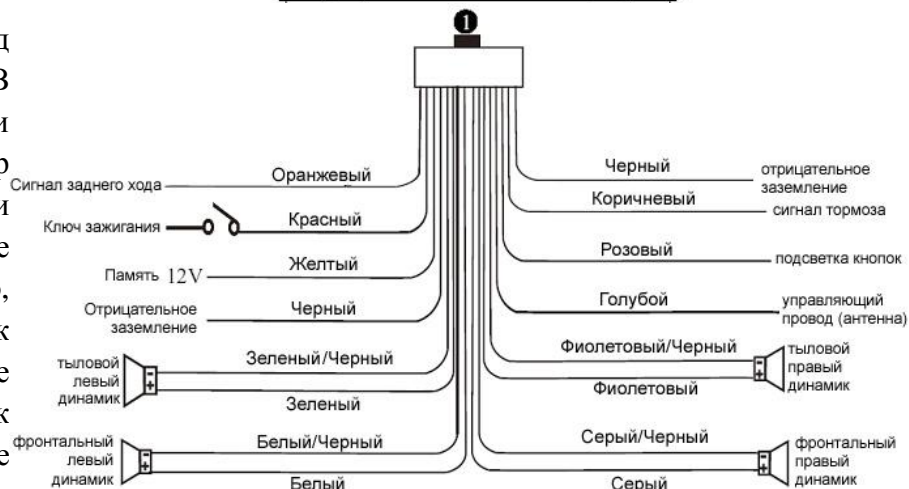 1
д
В
и
р
и
е
,
к
е
к
е
Сигнал заднего хода
Оранжевый
Ключ зажигания
Красный
Память 12V
Желтый
Отрицательное
заземление
Черный
тыловой
левый
динамик
Зеленый/Черный
Зеленый
- +
фронтальный
левый
динамик
Белый/Черный
Белый
- +
Черный
отрицательное
заземление
Коричневый
сигнал тормоза
Розовый
подсветка кнопок
Голубой
управляющий
провод (антенна)
Фиолетовый/Черный
Фиолетовый
- +
тыловой
правый
динамик
Серый/Черный
Серый
- +
фронтальный
правый
динамик